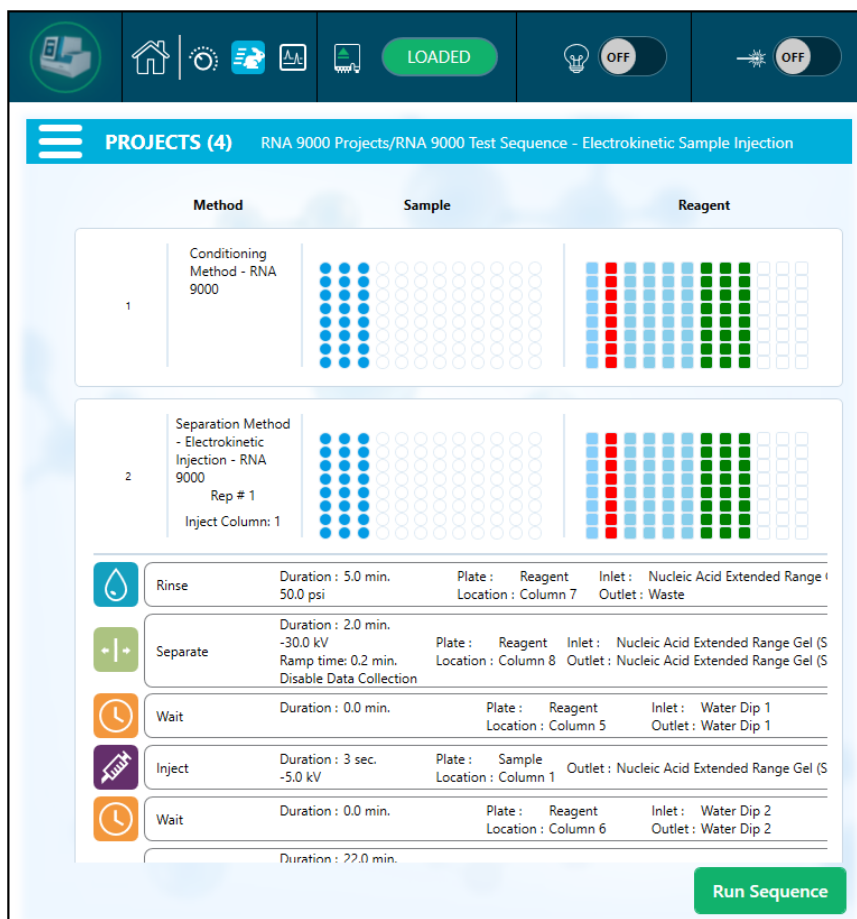 LOADED
OFF
OFF
PROJECTS (4) RNA 9000 Projects/RNA 9000 Test Sequence - Electrokinetic Sample Injection
Method Sample Reagent
1
Conditioning
Method - RNA
9000
2
Separation Method
- Electrokinetic
Injection - RNA
9000
Rep # 1
Inject Column: 1
Rinse
Duration : 5.0 min.
50.0 psi
Plate : Reagent
Location : Column 7
Inlet : Nucleic Acid Extended Range
Outlet : Waste
Separate
Duration : 2.0 min.
-30.0 kV
Ramp time: 0.2 min.
Disable Data Collection
Plate : Reagent
Location : Column 8
Inlet : Nucleic Acid Extended Range Gel (S
Outlet : Nucleic Acid Extended Range Gel (S
Wait
Duration : 0.0 min.
Plate : Reagent
Location : Column 5
Inlet : Water Dip 1
Outlet : Water Dip 1
Inject
Duration : 3 sec.
-5.0 kV
Plate : Sample
Location : Column 1
Outlet : Nucleic Acid Extended Range Gel (S
Wait
Duration : 0.0 min.
Plate : Reagent
Location : Column 6
Inlet : Water Dip 2
Outlet : Water Dip 2
Duration : 22.0 min.
Run Sequence